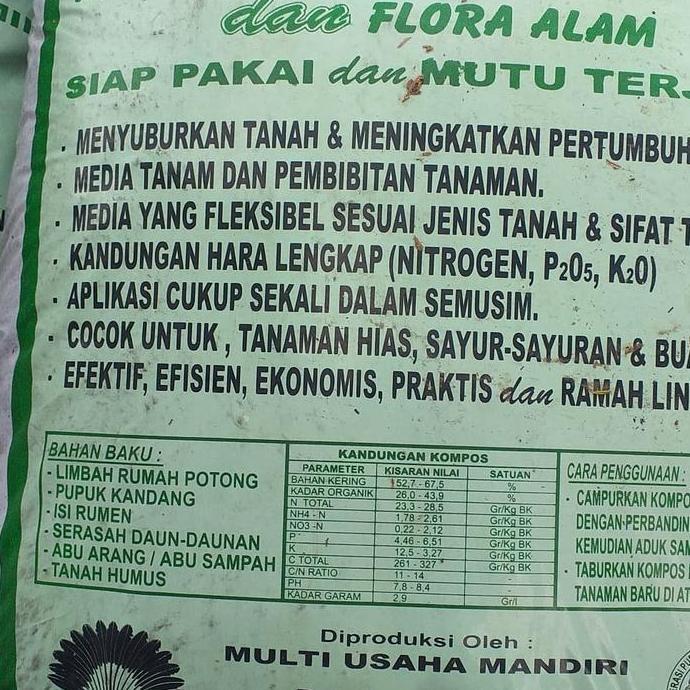 dan FLORA ALAM
SIAP PAKAI dan MUTU TER
. MENYUBURKAN TANAH & MENINGKATKAN PERTUMBUH
. MEDIA TANAM DAN PEMBIBITAN TANAMAN.
. MEDIA YANG FLEKSIBEL SESUAI JENIS TANAH & SIFAT T
. KANDUNGAN HARA LENGKAP (NITROGEN, P2O5, K2O)
. APLIKASI CUKUP SEKALI DALAM SEMUSIM.
. COCOK UNTUK , TANAMAN HIAS, SAYUR-SAYURAN & BUA
. EFEKTIF, EFISIEN, EKONOMIS, PRAKTIS dan RAMAH LIN
BAHAN BAKU :
- LIMBAH RUMAH POTONG
- PUPUK KANDANG
- ISI RUMEN
- SERASAH DAUN-DAUNAN
- ABU ARANG / ABU SAMPAH
- TANAH HUMUS
KANDUNGAN KOMPOS
PARAMETER KISARAN NILAI SATUAN
BAHAN KERING 52,7 - 67,5 %
KADAR ORGANIK 26,0 - 43,9 %
N TOTAL 23,3 - 28,5 Gr/Kg BK
NH4 - N 1,78 - 2,61 Gr/Kg BK
NO3 -N 0.22 - 2,12 Gr/Kg BK
P 4,46 - 6,51 Gr/Kg BK
K 12,5 - 3,27 Gr/Kg BK
C TOTAL 261 - 327 Gr/Kg BK
C/N RATIO 11 - 14 -
PH 7,8 - 8,4 -
KADAR GARAM 2,9 Gr/l
CARA PENGGUNAAN :
- CAMPURKAN KOMPO
DENGAN PERBANDIN
KEMUDIAN ADUK SAM
- TABURKAN KOMPOS
TANAMAN BARU DI AT
Diproduksi Oleh :
MULTI USAHA MANDIRI